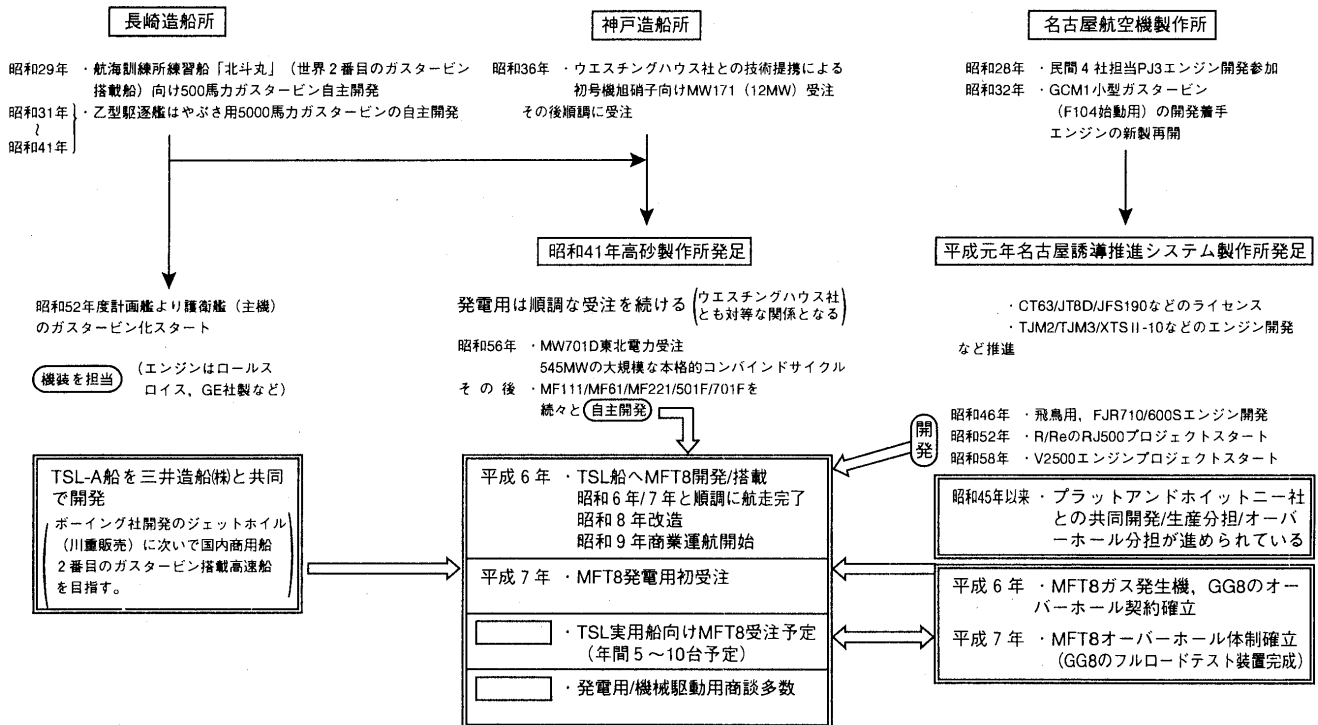 長崎造船所
昭和29年 ・航海訓練所練習船「北斗丸」（世界２番目のガスタービン
搭載船）向け500馬力ガスタービン自主開発
昭和31年
～
昭和41年
・乙型駆逐艦はやぶさ用5000馬力ガスタービンの自主開発
神戸造船所
昭和36年 ・ウエスチングハウス社との技術提携による
初号機旭硝子向けMW171（12MW）受注
その後順調に受注
名古屋航空機製作所
昭和28年 ・民間４社担当PJ3エンジン開発参加
昭和32年 ・GCM1小型ガスタービン
（F104始動用）の開発着手
エンジンの新製再開
昭和52年度計画艦より護衛艦（主機）
のガスタービン化スタート
艤装を担当
（エンジンはロールス
ロイス，GE社製など）
昭和41年高砂製作所発足
発電用は順調な受注を続ける
（ウエスチングハウス社
とも対等な関係となる）
昭和56年 ・MW701D東北電力受注
545MWの大規模な本格的コンバインドサイクル
その後 ・MF111/MF61/MF221/501F/701Fを
続々と 自主開発
平成元年名古屋誘導推進システム製作所発足
・CT63/JT8D/JFS190などのライセンス
・TJM2/TJM3/XTSⅡ-10などのエンジン開発
など推進
開発
昭和46年 ・飛鳥用，FJR710/600Sエンジン開発
昭和52年 ・R/ReのRJ500プロジェクトスタート
昭和58年 ・V2500エンジンプロジェクトスタート
TSL-A船を三井造船㈱と共同
で開発
（ボーイング社開発のジェットホイル
（川重販売）に次いで国内商用船
２番目のガスタービン搭載高速船
を目指す。）
平成６年 ・TSL船へMFT8開発/搭載
昭和６年/７年と順調に航走完了
昭和８年改造
昭和９年商業運航開始
平成７年 ・MFT8発電用初受注
・TSL実用船向けMFT8受注予定
（年間５～10台予定）
・発電用/機械駆動用商談多数
昭和45年以来 ・プラットアンドホイットニー社
との共同開発/生産分担/オーバ
ーホール分担が進められている
平成６年 ・MFT8ガス発生機，GG8のオー
バーホール契約確立
平成７年 ・MFT8オーバーホール体制確立
（GG8のフルロードテスト装置完成）